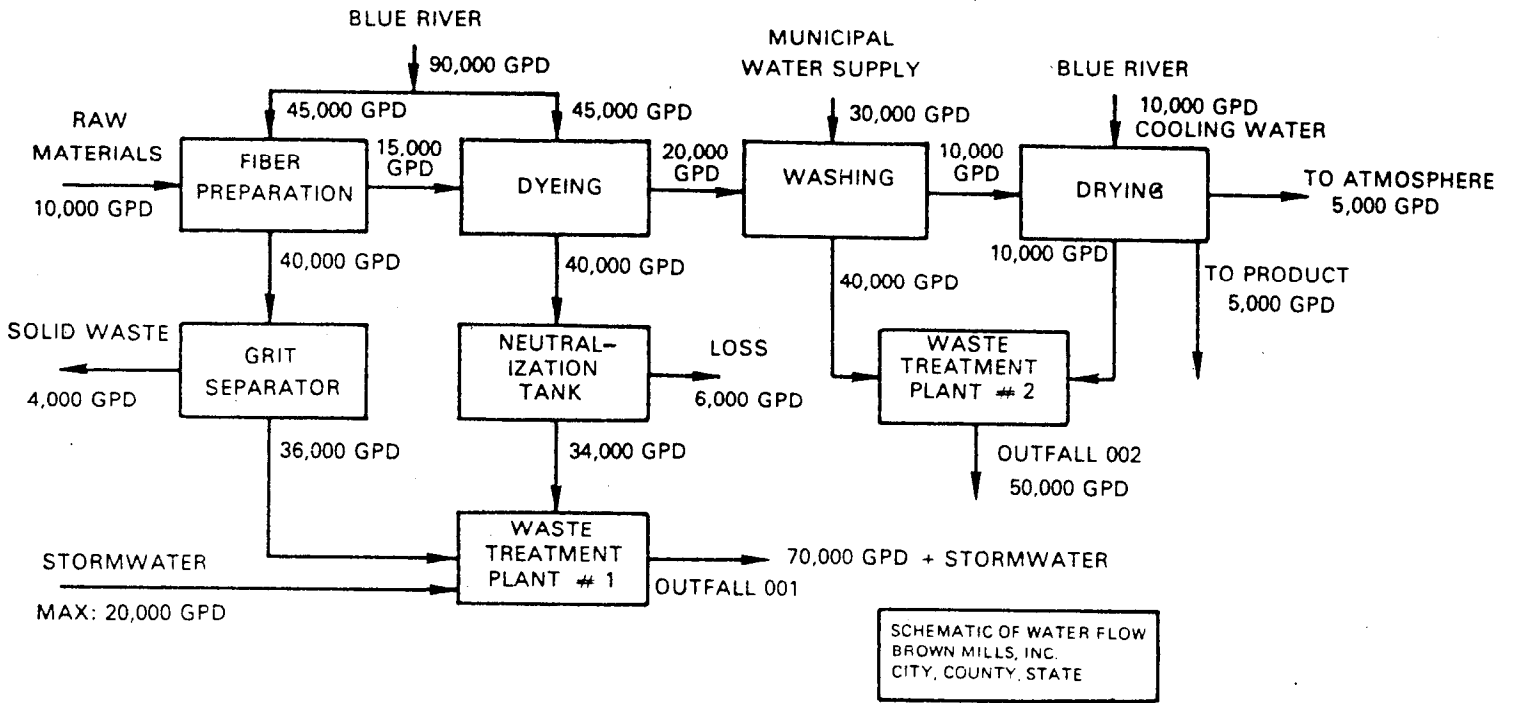 BLUE RIVER
90,000 GPD
45,000 GPD
45,000 GPD
MUNICIPAL
WATER SUPPLY
30,000 GPD
BLUE RIVER
10,000 GPD
COOLING WATER
RAW
MATERIALS
10,000 GPD
FIBER
PREPARATION
15,000
GPD
DYEING
20,000
GPD
WASHING
10,000
GPD
DRYING
TO ATMOSPHERE
5,000 GPD
40,000 GPD
40,000 GPD
40,000 GPD
10,000 GPD
TO PRODUCT
5,000 GPD
SOLID WASTE
4,000 GPD
GRIT
SEPARATOR
NEUTRAL-
IZATION
TANK
LOSS
6,000 GPD
WASTE
TREATMENT
PLANT # 2
36,000 GPD
34,000 GPD
OUTFALL 002
50,000 GPD
STORMWATER
MAX: 20,000 GPD
WASTE
TREATMENT
PLANT # 1
70,000 GPD + STORMWATER
OUTFALL 001
SCHEMATIC OF WATER FLOW
BROWN MILLS, INC.
CITY, COUNTY, STATE